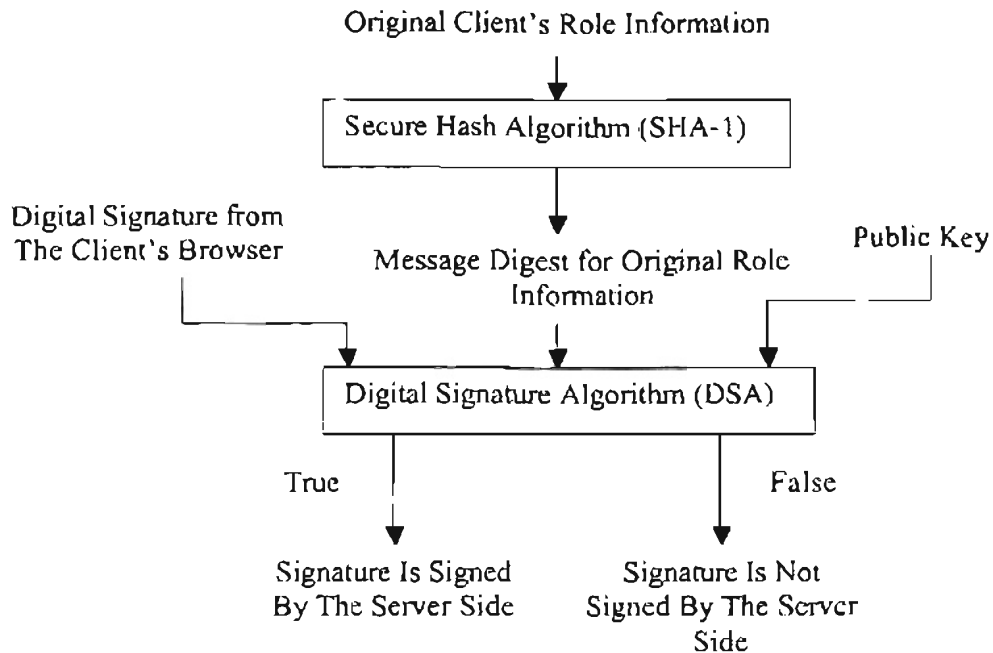 Original Client's Role Information
Secure Hash Algorithm (SHA-1)
Digital Signature from
The Client's Browser
Public Key
Message Digest for Original Role
Information
Digital Signature Algorithm (DSA)
True
False
Signature Is Signed
By The Server Side
Signature Is Not
Signed By The Server
Side